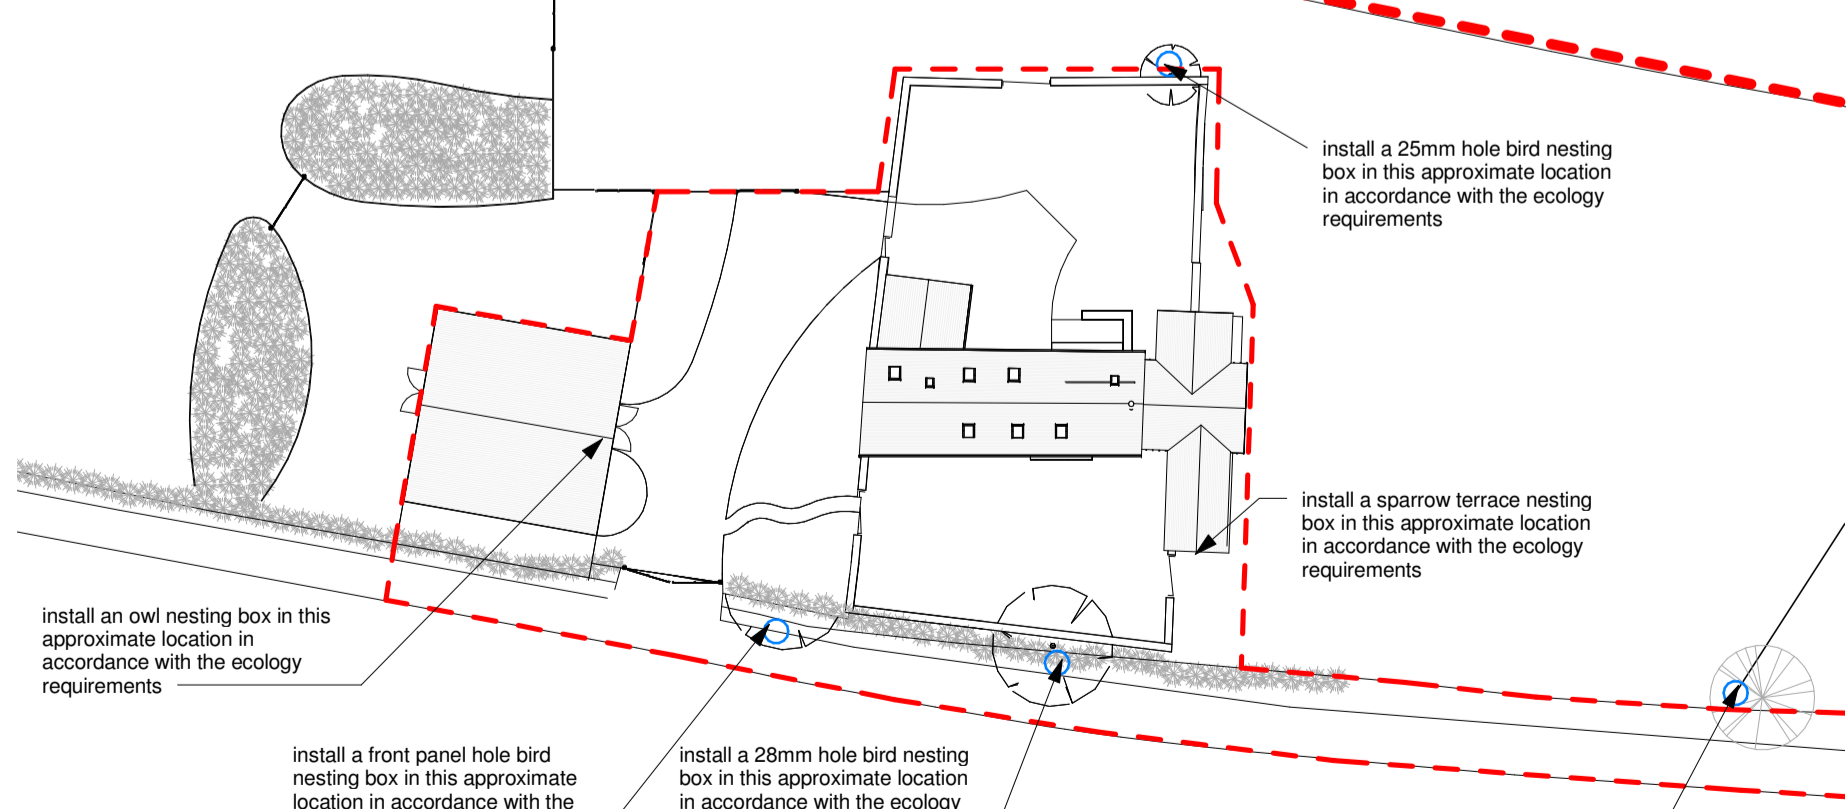 install a 25mm hole bird nesting
box in this approximate location
in accordance with the ecology
requirements
install a sparrow terrace nesting
box in this approximate location
in accordance with the ecology
requirements
install an owl nesting box in this
approximate location in
accordance with the ecology
requirements
install a front panel hole bird
nesting box in this approximate
location in accordance with the
install a 28mm hole bird nesting
box in this approximate location
in accordance with the ecology